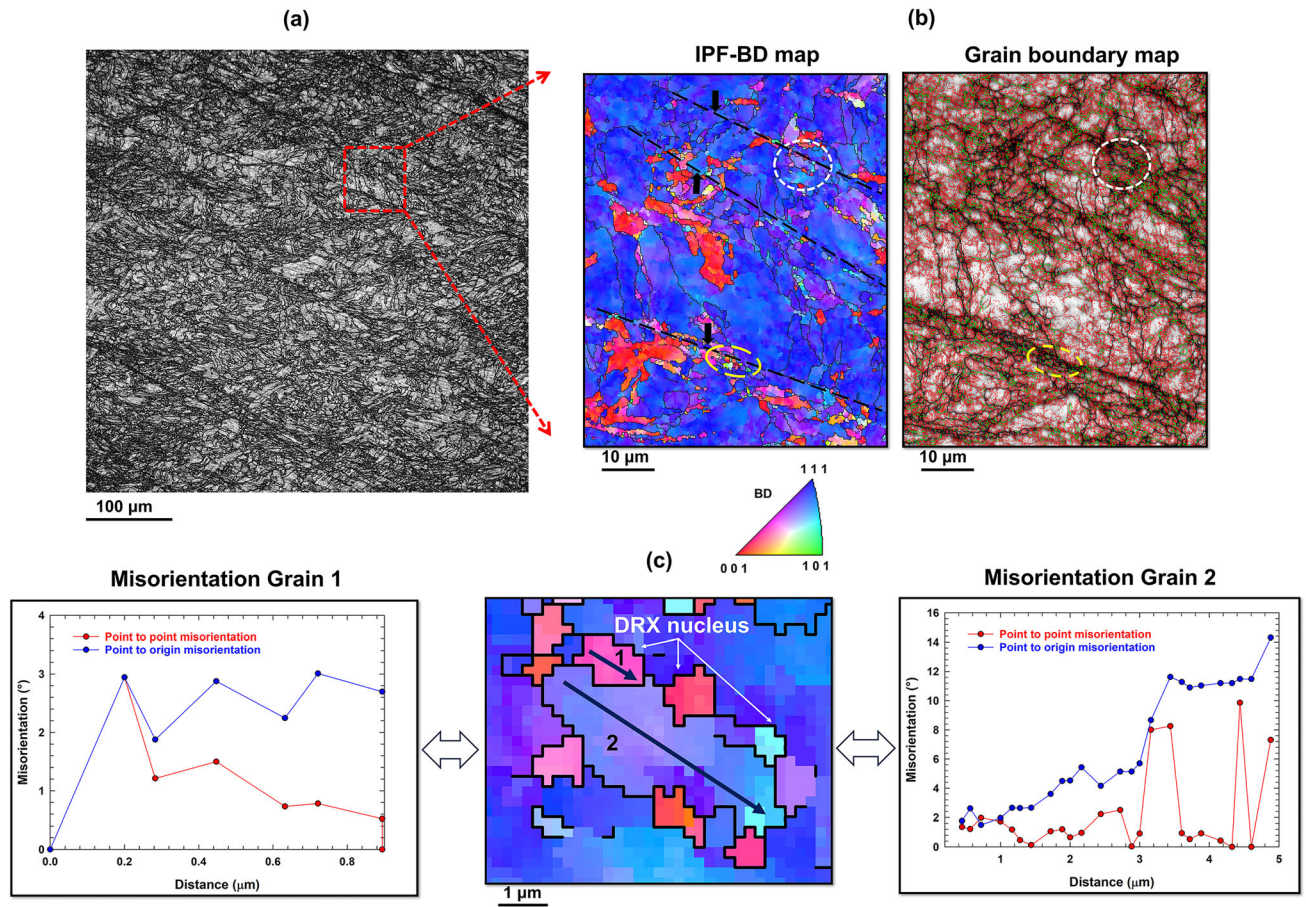 (a)
(b)
IPF-BD map
Grain boundary map
100 µm
10 µm
10 µm
1 1 1
BD
0 0 1
1 0 1
(c)
Misorientation Grain 1
4
3
2
1
0
Misorientation (°)
Point to point misorientation
Point to origin misorientation
0.0
0.2
0.4
0.6
0.8
Distance (µm)
DRX nucleus
1
2
1 µm
Misorientation Grain 2
16
14
12
10
8
6
4
2
0
Misorientation (°)
Point to point misorientation
Point to origin misorientation
1
2
3
4
5
Distance (µm)